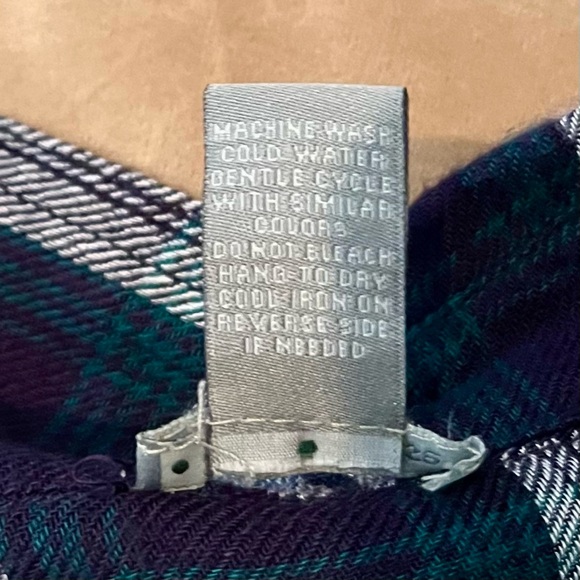 MACHINE WASH
COLD WATER
GENTLE CYCLE
WITH SIMILAR
COLORS
DO NOT BLEACH
HANG TO DRY
COOL IRON ON
REVERSE SIDE
IF NEEDED
26